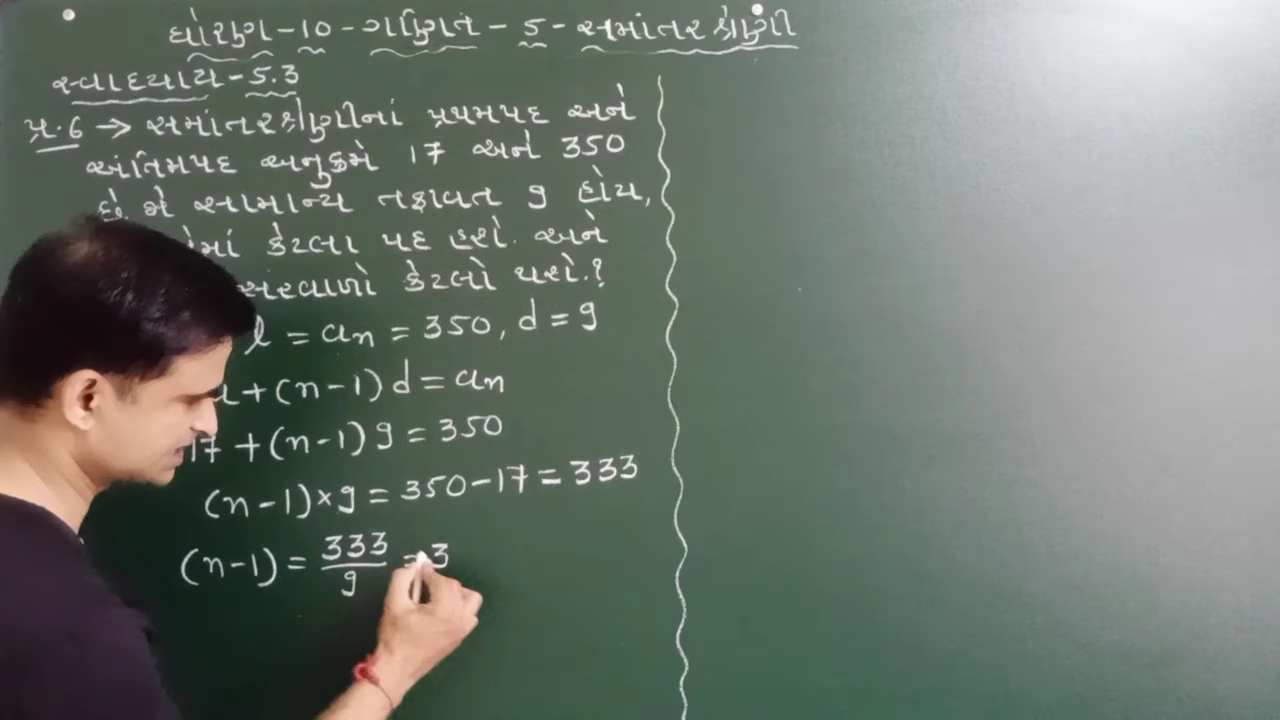 ધોરણ-10-ગણિત-5-સમાંતર શ્રેણી
સ્વાધ્યાય-5.3
પ્ર.6 → સમાંતર શ્રેણીનાં પ્રથમપદ અને
અંતિમપદ અનુક્રમે 17 અને 350
છે. જો સામાન્ય તફાવત 9 હોય,
કેટલા પદ હશે. અને
સરવાળો કેટલો થશે.?
l = an = 350, d = 9
a+(n-1)d = an
17 +(n-1)9 = 350
(n-1)×9 = 350-17 = 333
(n-1) = 333/9 = 3